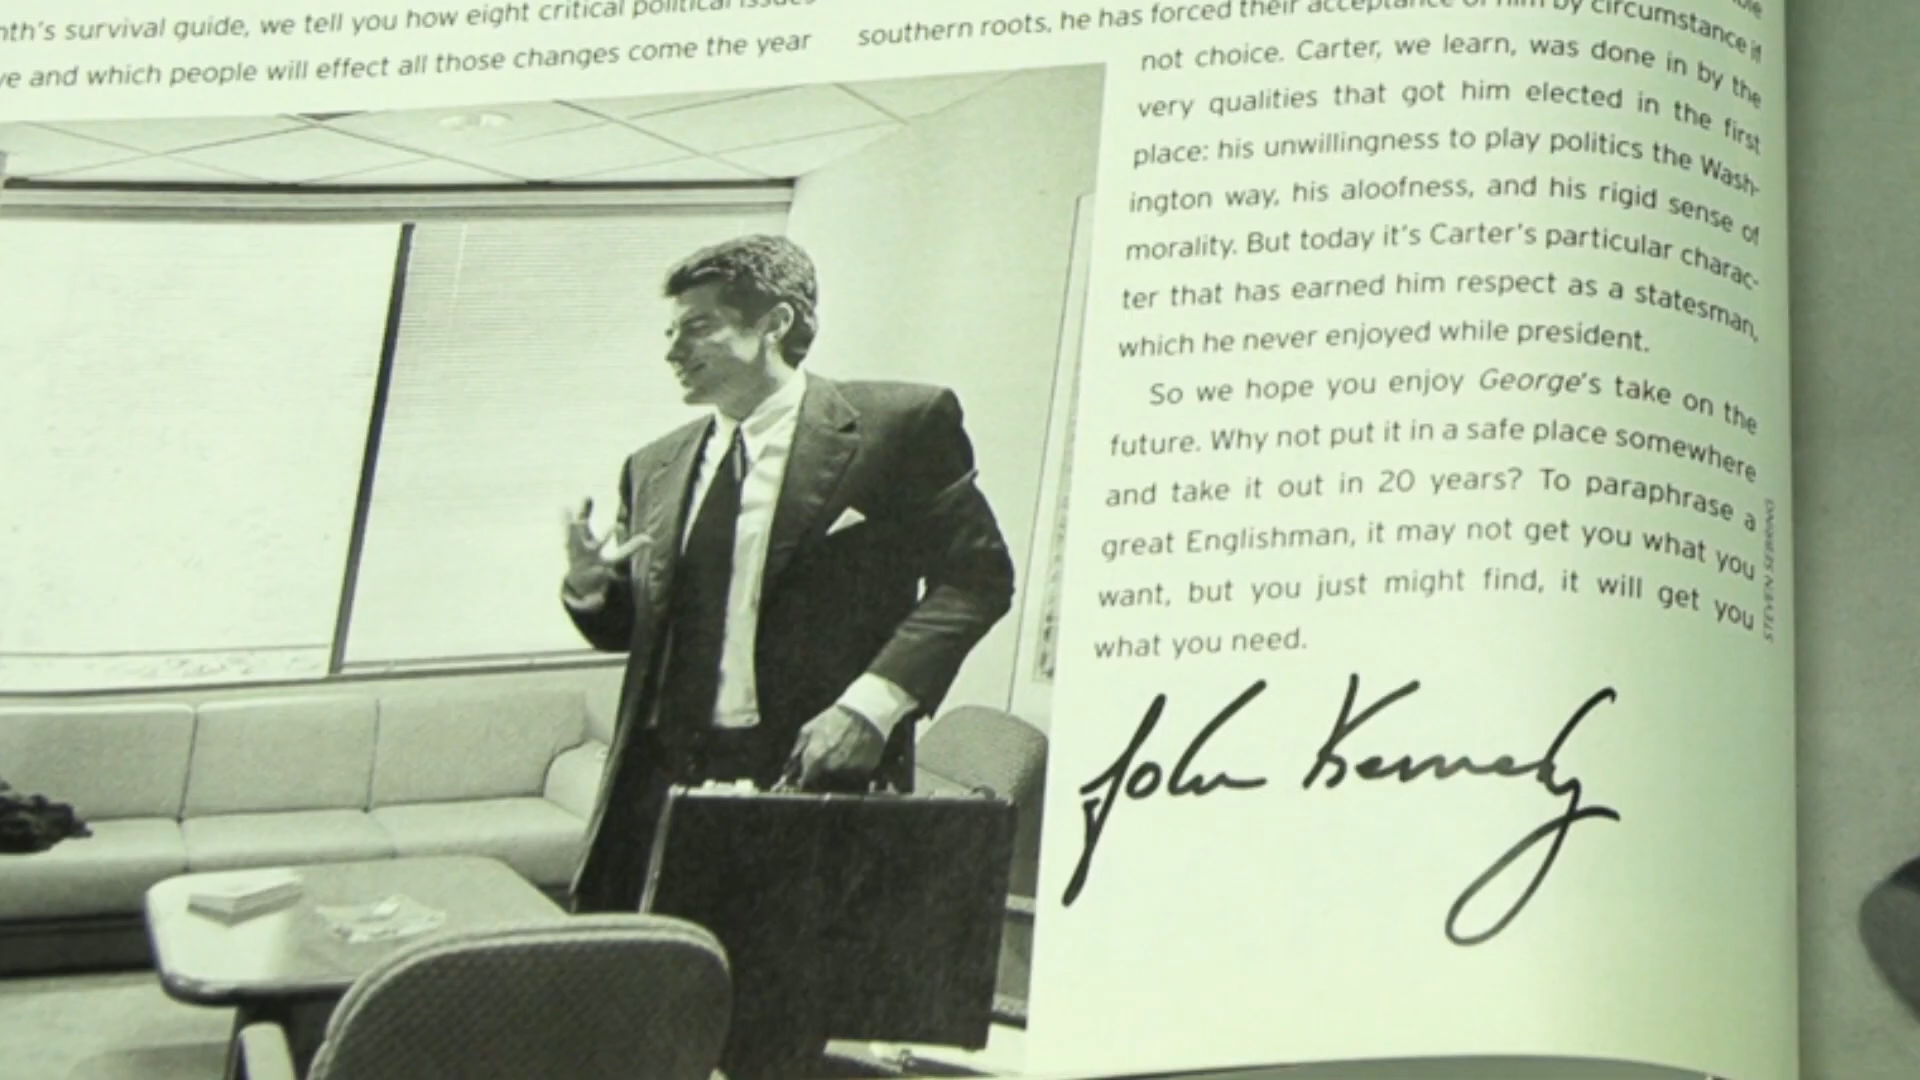 nth's survival guide, we tell you how eight critical political issues
ve and which people will effect all those changes come the year
southern roots, he has forced their acceptance of him by circumstance if
not choice. Carter, we learn, was done in by the
very qualities that got him elected in the first
place: his unwillingness to play politics the Wash-
ington way, his aloofness, and his rigid sense of
morality. But today it's Carter's particular charac-
ter that has earned him respect as a statesman,
which he never enjoyed while president.
So we hope you enjoy George's take on the
future. Why not put it in a safe place somewhere
and take it out in 20 years? To paraphrase a
great Englishman, it may not get you what you
want, but you just might find, it will get you
what you need.
John Kennedy
STEVEN SEBRING